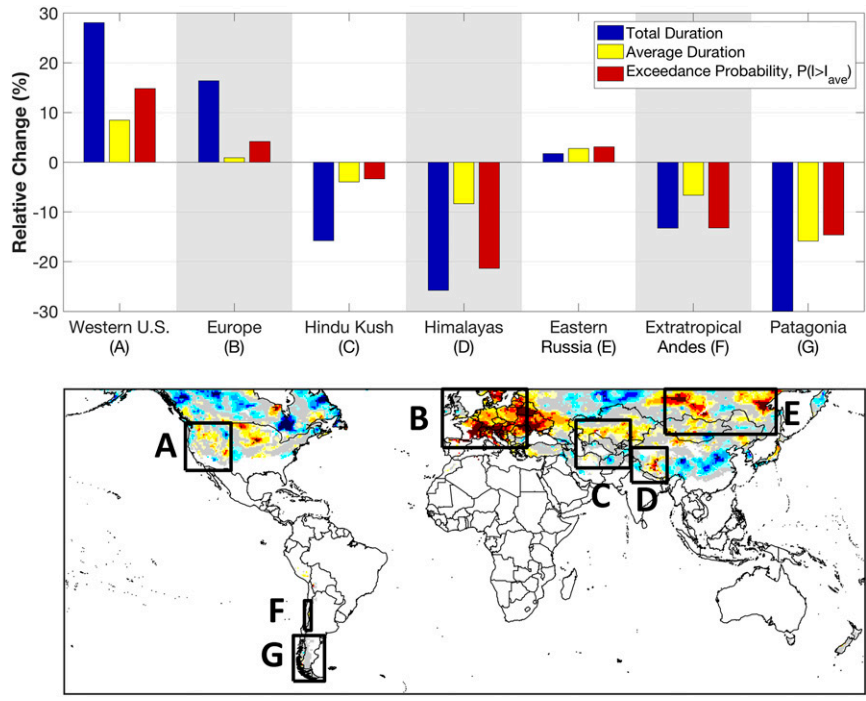 30
20
10
0
-10
-20
-30
Relative Change (%)
Total Duration
Average Duration
Exceedance Probability, P(I>I_ave)
Western U.S. Europe Hindu Kush Himalayas Eastern Extratropical Patagonia
(A) (B) (C) (D) Russia (E) Andes (F) (G)
A
B
C
D
E
F
G